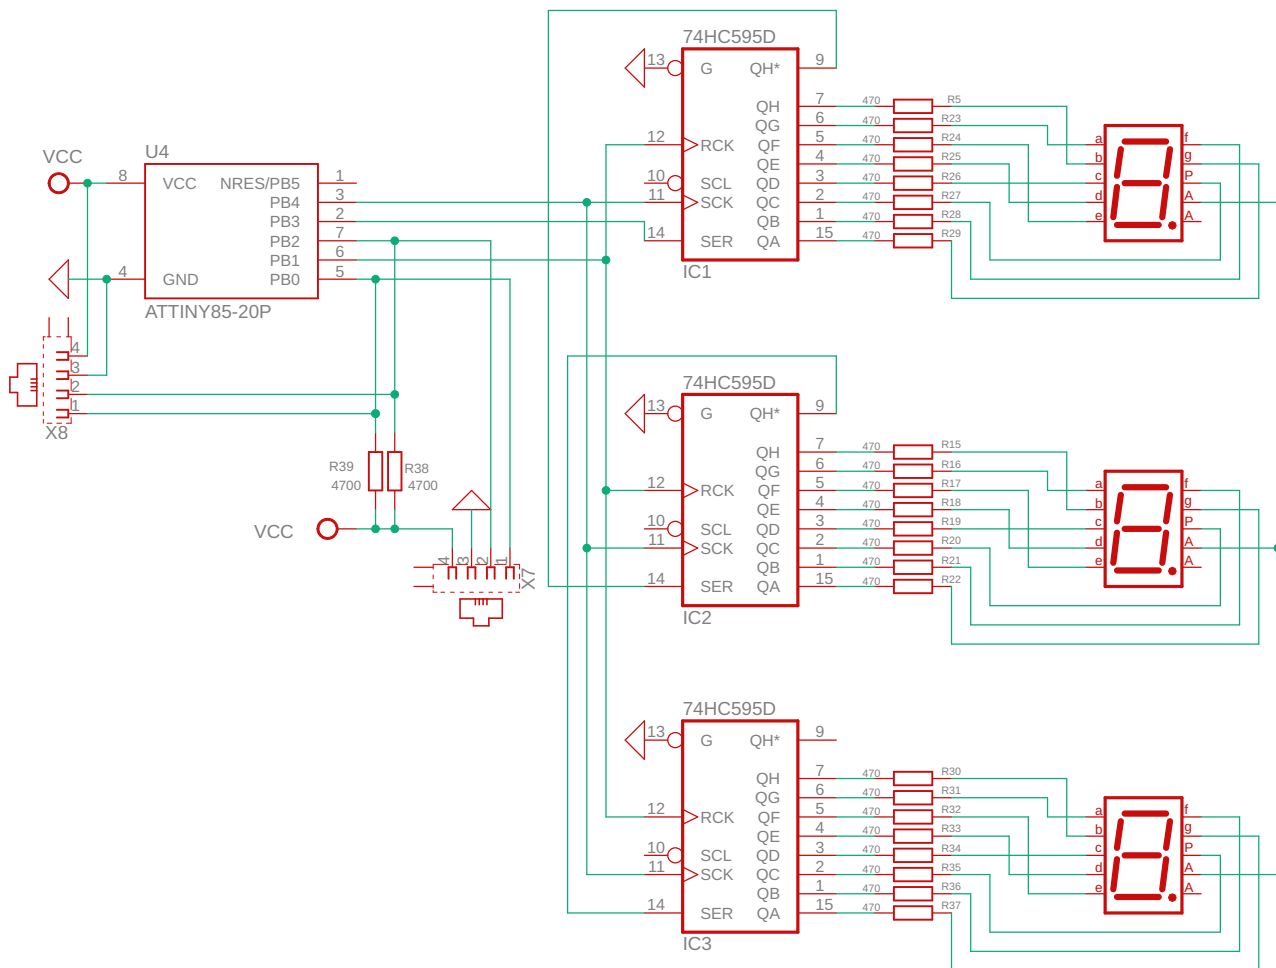 VCC
U4
8 VCC NRES/PB5 1
PB4 3
PB3 2
PB2 7
PB1 6
4 GND PB0 5
ATTINY85-20P
4
3
2
1
X8
R39
4700
R38
4700
VCC
4 3 2 1
X7
74HC595D
13 G QH* 9
QH 7 470 R5
QG 6 470 R23
12 RCK QF 5 470 R24
QE 4 470 R25
10 SCL QD 3 470 R26
11 SCK QC 2 470 R27
QB 1 470 R28
14 SER QA 15 470 R29
IC1
a f
b g
c P
d A
e A
74HC595D
13 G QH* 9
QH 7 470 R15
QG 6 470 R16
12 RCK QF 5 470 R17
QE 4 470 R18
10 SCL QD 3 470 R19
11 SCK QC 2 470 R20
QB 1 470 R21
14 SER QA 15 470 R22
IC2
a f
b g
c P
d A
e A
74HC595D
13 G QH* 9
QH 7 470 R30
QG 6 470 R31
12 RCK QF 5 470 R32
QE 4 470 R33
10 SCL QD 3 470 R34
11 SCK QC 2 470 R35
QB 1 470 R36
14 SER QA 15 470 R37
IC3
a f
b g
c P
d A
e A